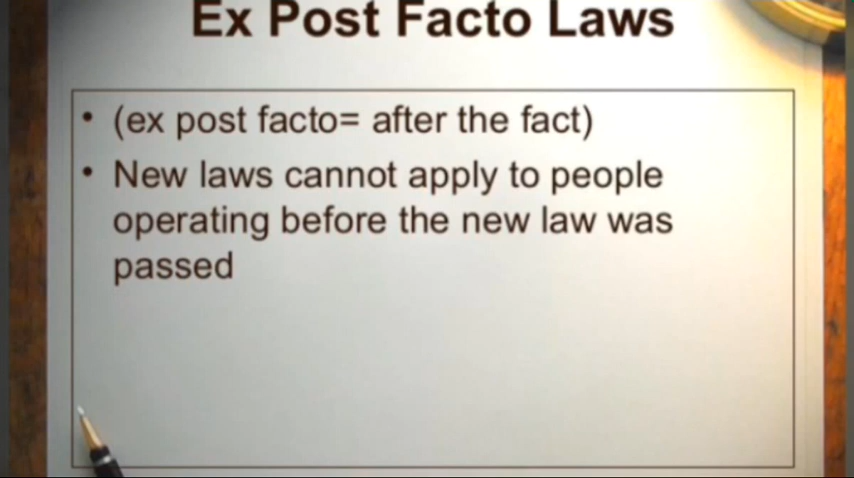 Ex Post Facto Laws
• (ex post facto= after the fact)
• New laws cannot apply to people
operating before the new law was
passed